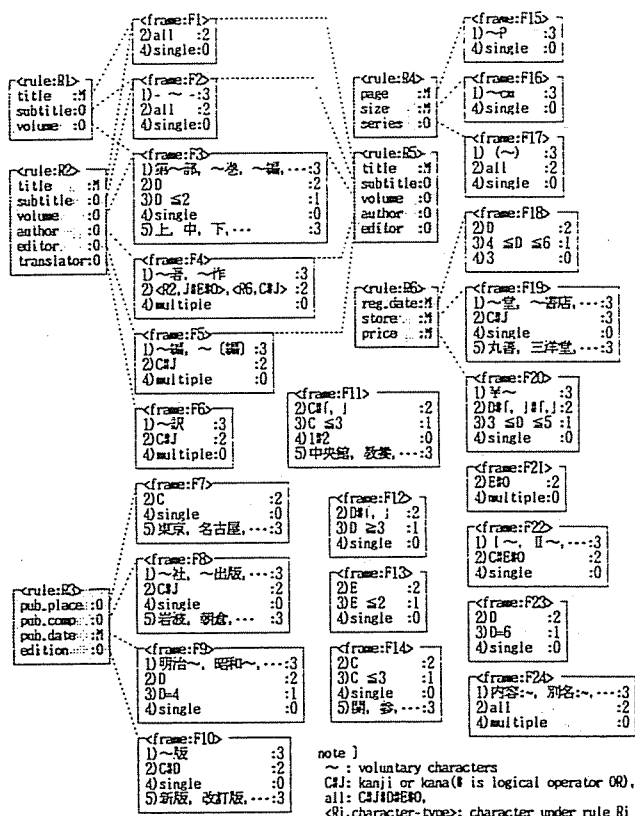 <rule:R1>
title :M
subtitle:O
volume :O
<rule:R2>
title :M
subtitle :O
volume :O
author :O
editor :O
translator:O
<rule:R3>
pub.place :O
pub.comp :O
pub.date :M
edition :O
<frame:F1>
2)all :2
4)single :0
<frame:F2>
1)- ~ - :3
2)all :2
4)single :0
<frame:F3>
1)第~部, ~巻, ~編, ···:3
2)D :2
3)D ≤2 :1
4)single :0
5)上, 中, 下, ··· :3
<frame:F4>
1)~著, ~作 :3
2)<R2,J#E#O>,<R6,C#J> :2
4)multiple :0
<frame:F5>
1)~編, ~ [編] :3
2)C#J :2
4)multiple :0
<frame:F6>
1)~訳 :3
2)C#J :2
4)multiple:0
<frame:F7>
2)C :2
4)single :0
5)東京, 名古屋, ···:3
<frame:F8>
1)~社, ~出版, ···:3
2)C#J :2
4)single :0
5)岩波, 朝倉, ···:3
<frame:F9>
1)明治~, 昭和~, ···:3
2)D :2
3)D=4 :1
4)single :0
<frame:F10>
1)~版 :3
2)C#D :2
4)single :0
5)新版, 改訂版, ···:3
<frame:F11>
2)C#「, 」 :2
3)C ≤3 :1
4)1#2 :0
5)中央館, 教養, ···:3
<frame:F12>
2)D#「, 」 :2
3)D ≥3 :1
4)single :0
<frame:F13>
2)E :2
3)E ≤2 :1
4)single :0
<frame:F14>
2)C :2
3)C ≤3 :1
4)single :0
5)開, 参, ···:3
<rule:R4>
page :M
size :M
series :O
<rule:R5>
title :M
subtitle:O
volume :O
author :O
editor :O
<rule:R6>
reg.date:M
store :M
price :M
<frame:F15>
1)~P :3
4)single :0
<frame:F16>
1)~cm :3
4)single :0
<frame:F17>
1) (~) :3
2)all :2
4)single :0
<frame:F18>
2)D :2
3)4 ≤D ≤6 :1
4)3 :0
<frame:F19>
1)~堂, ~書店, ···:3
2)C#J :3
4)single :0
5)丸善, 三洋堂, ···:3
<frame:F20>
1)¥~ :3
2)D#「, 」#「,」:2
3)3 ≤D ≤5 :1
4)single :0
<frame:F21>
2)E#O :2
4)multiple:0
<frame:F22>
1)Ⅰ~, Ⅱ~, ···:3
2)C#E#O :2
4)single :0
<frame:F23>
2)D :2
3)D=6 :1
4)single :0
<frame:F24>
1)内容:~, 別名:~, ···:3
2)all :2
4)multiple :0
note ]
~ : voluntary characters
C#J: kanji or kana(# is logical operator OR),
all: C#J#D#E#O,
<Ri,character-type>: character under rule Ri